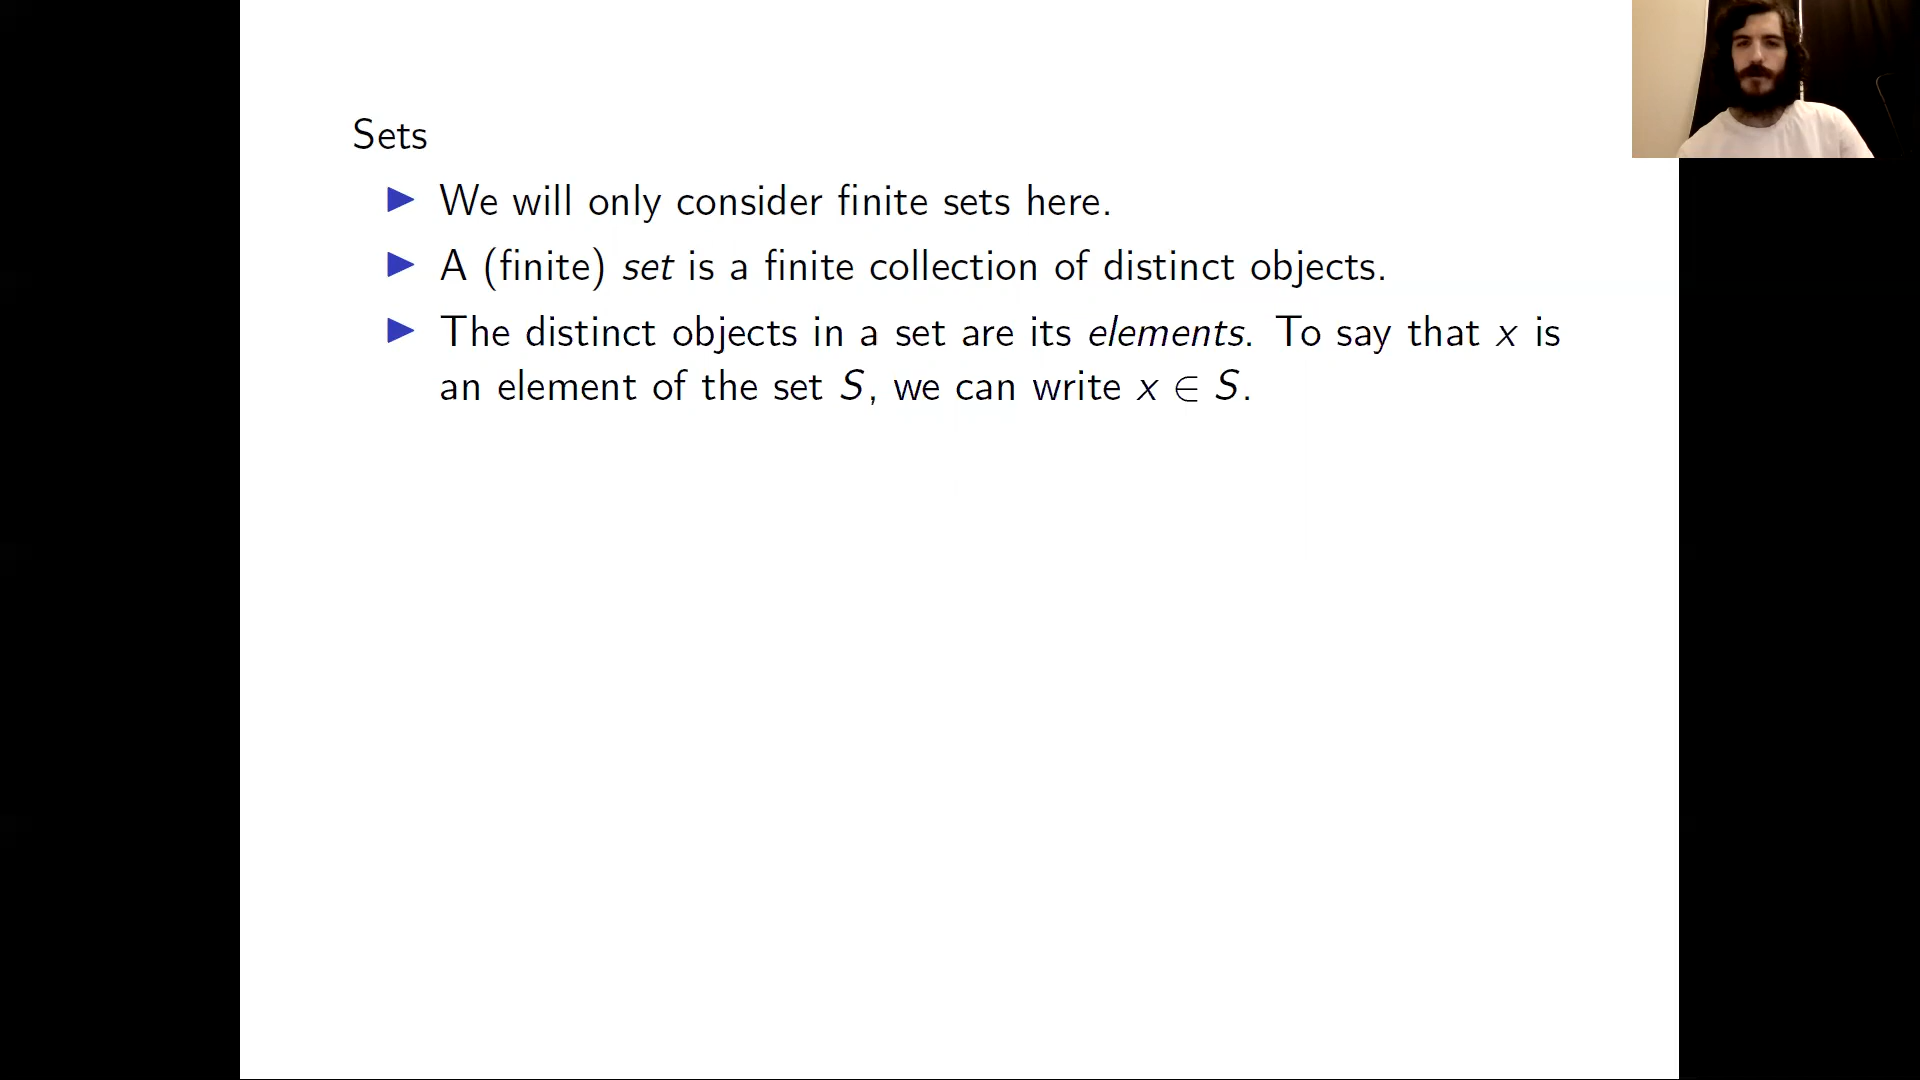 Sets
▶ We will only consider finite sets here.
▶ A (finite) set is a finite collection of distinct objects.
▶ The distinct objects in a set are its elements. To say that x is
an element of the set S, we can write x ∈ S.